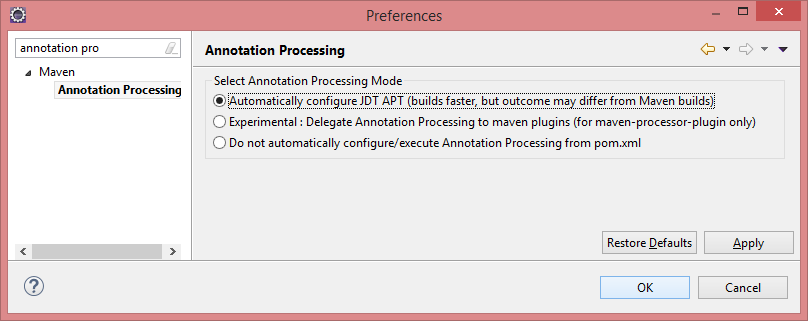 Preferences
annotation pro
Maven
Annotation Processing
Annotation Processing
Select Annotation Processing Mode
Automatically configure JDT APT (builds faster, but outcome may differ from Maven builds)
Experimental : Delegate Annotation Processing to maven plugins (for maven-processor-plugin only)
Do not automatically configure/execute Annotation Processing from pom.xml
Restore Defaults Apply
? OK Cancel